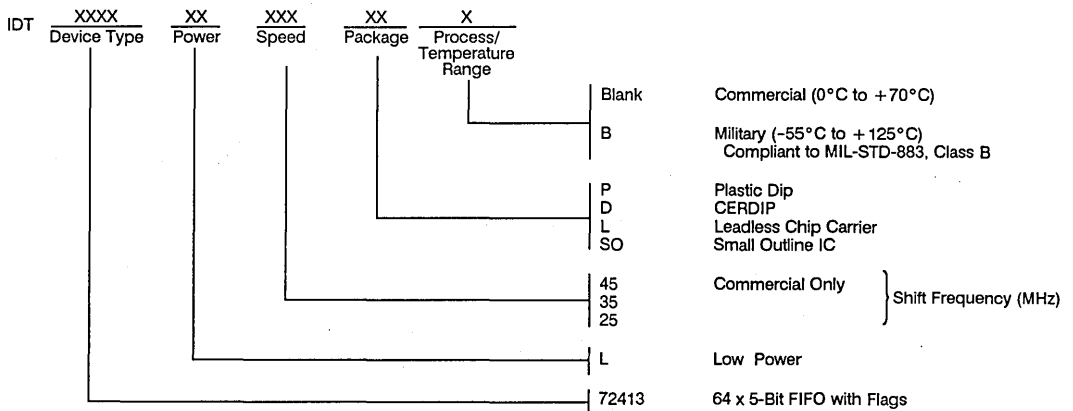 IDT XXXX XX XXX XX X
Device Type Power Speed Package Process/
Temperature
Range
Blank Commercial (0°C to +70°C)
B Military (-55°C to +125°C)
Compliant to MIL-STD-883, Class B
P Plastic Dip
D CERDIP
L Leadless Chip Carrier
SO Small Outline IC
45 Commercial Only
35 Shift Frequency (MHz)
25
L Low Power
72413 64 x 5-Bit FIFO with Flags